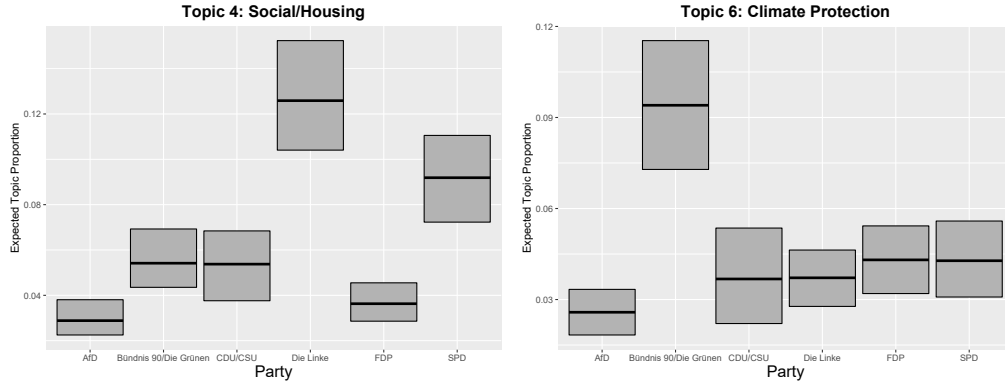 Topic 4: Social/Housing
Expected Topic Proportion
0.12
0.08
0.04
AfD
Bündnis 90/Die Grünen
CDU/CSU
Die Linke
FDP
SPD
Party
Topic 6: Climate Protection
Expected Topic Proportion
0.12
0.09
0.06
0.03
AfD
Bündnis 90/Die Grünen
CDU/CSU
Die Linke
FDP
SPD
Party